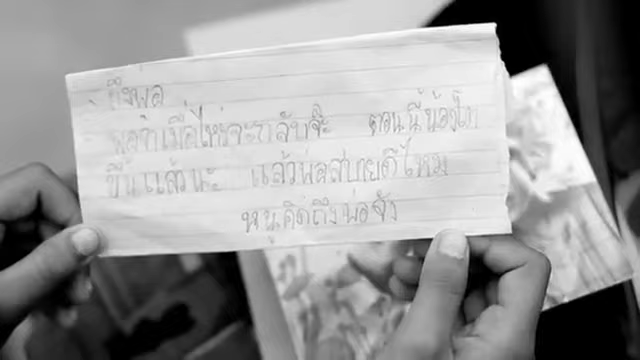 ถึงพ่อ
พ่อจ๋าเมื่อไหร่จะกลับจ๊ะ ตอนนี้น้องโต
ขึ้นแล้วนะ แล้วพ่อสบายดีไหม
หนูคิดถึงพ่อจัง